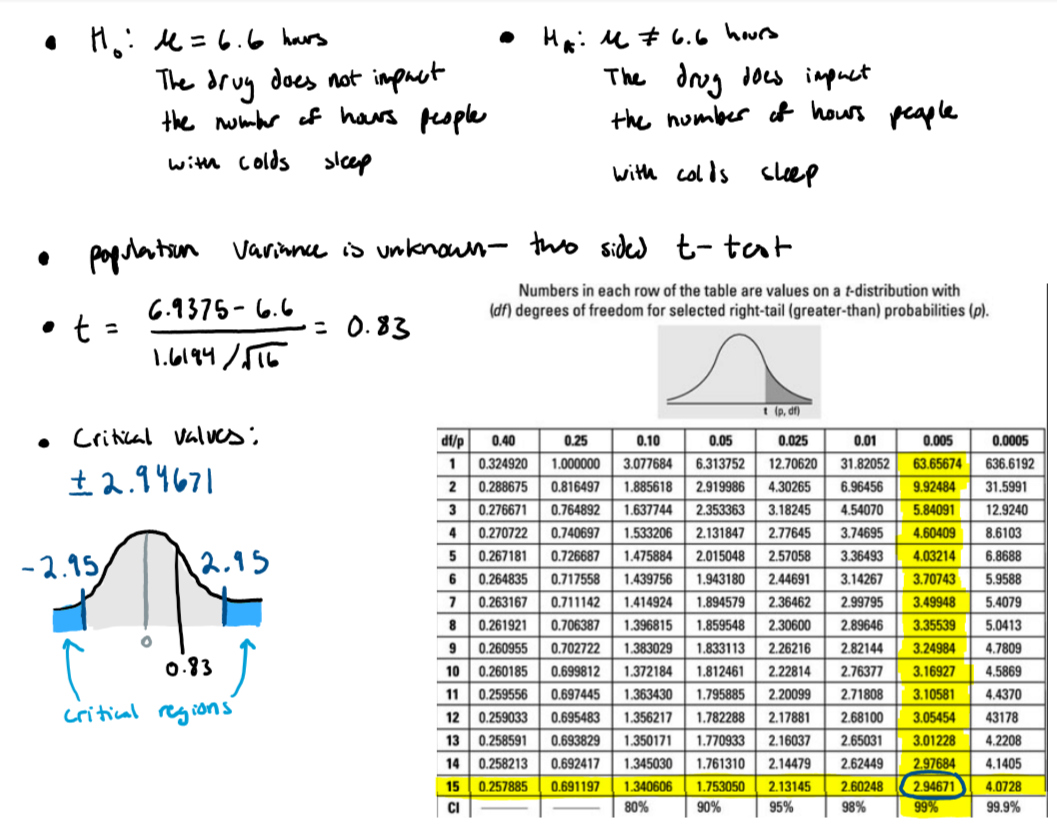 • H₀: μ = 6.6 hours
The drug does not impact
the number of hours people
with colds sleep
• Hₐ: μ ≠ 6.6 hours
The drug does impact
the number of hours people
with colds sleep
• population variance is unknown – two sided t-test
• t = (6.9375 - 6.6) / (1.6194 / √16) = 0.83
• Critical values:
± 2.94671
-2.95 2.95
0
0.83
critical regions
Numbers in each row of the table are values on a t-distribution with
(df) degrees of freedom for selected right-tail (greater-than) probabilities (p).
t (p, df)
df/p 0.40 0.25 0.10 0.05 0.025 0.01 0.005 0.0005
1 0.324920 1.000000 3.077684 6.313752 12.70620 31.82052 63.65674 636.6192
2 0.288675 0.816497 1.885618 2.919986 4.30265 6.96456 9.92484 31.5991
3 0.276671 0.764892 1.637744 2.353363 3.18245 4.54070 5.84091 12.9240
4 0.270722 0.740697 1.533206 2.131847 2.77645 3.74695 4.60409 8.6103
5 0.267181 0.726687 1.475884 2.015048 2.57058 3.36493 4.03214 6.8688
6 0.264835 0.717558 1.439756 1.943180 2.44691 3.14267 3.70743 5.9588
7 0.263167 0.711142 1.414924 1.894579 2.36462 2.99795 3.49948 5.4079
8 0.261921 0.706387 1.396815 1.859548 2.30600 2.89646 3.35539 5.0413
9 0.260955 0.702722 1.383029 1.833113 2.26216 2.82144 3.24984 4.7809
10 0.260185 0.699812 1.372184 1.812461 2.22814 2.76377 3.16927 4.5869
11 0.259556 0.697445 1.363430 1.795885 2.20099 2.71808 3.10581 4.4370
12 0.259033 0.695483 1.356217 1.782288 2.17881 2.68100 3.05454 43178
13 0.258591 0.693829 1.350171 1.770933 2.16037 2.65031 3.01228 4.2208
14 0.258213 0.692417 1.345030 1.761310 2.14479 2.62449 2.97684 4.1405
15 0.257885 0.691197 1.340606 1.753050 2.13145 2.60248 2.94671 4.0728
CI 80% 90% 95% 98% 99% 99.9%